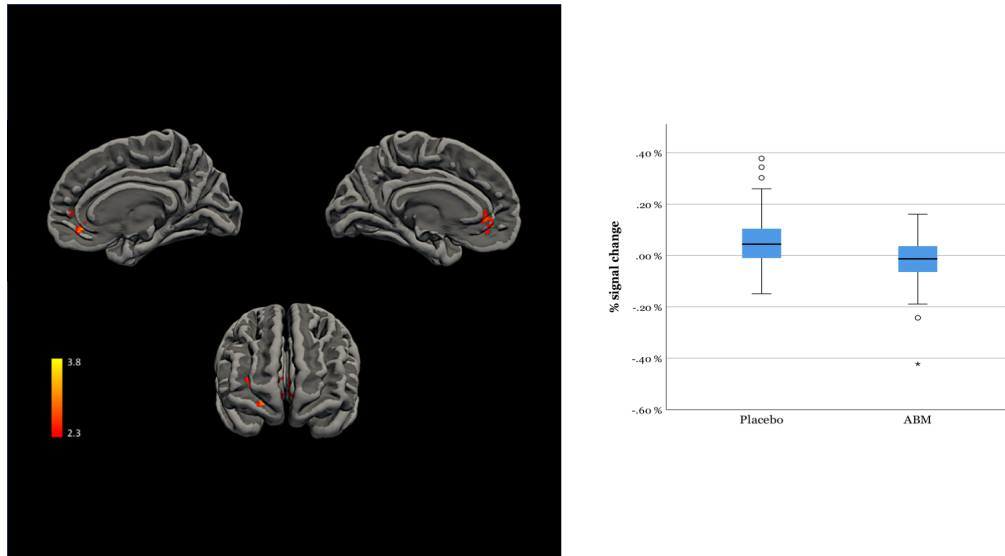 3.8
2.3
% signal change
.40 %
.20 %
.00 %
-.20 %
-.40 %
-.60 %
Placebo
ABM